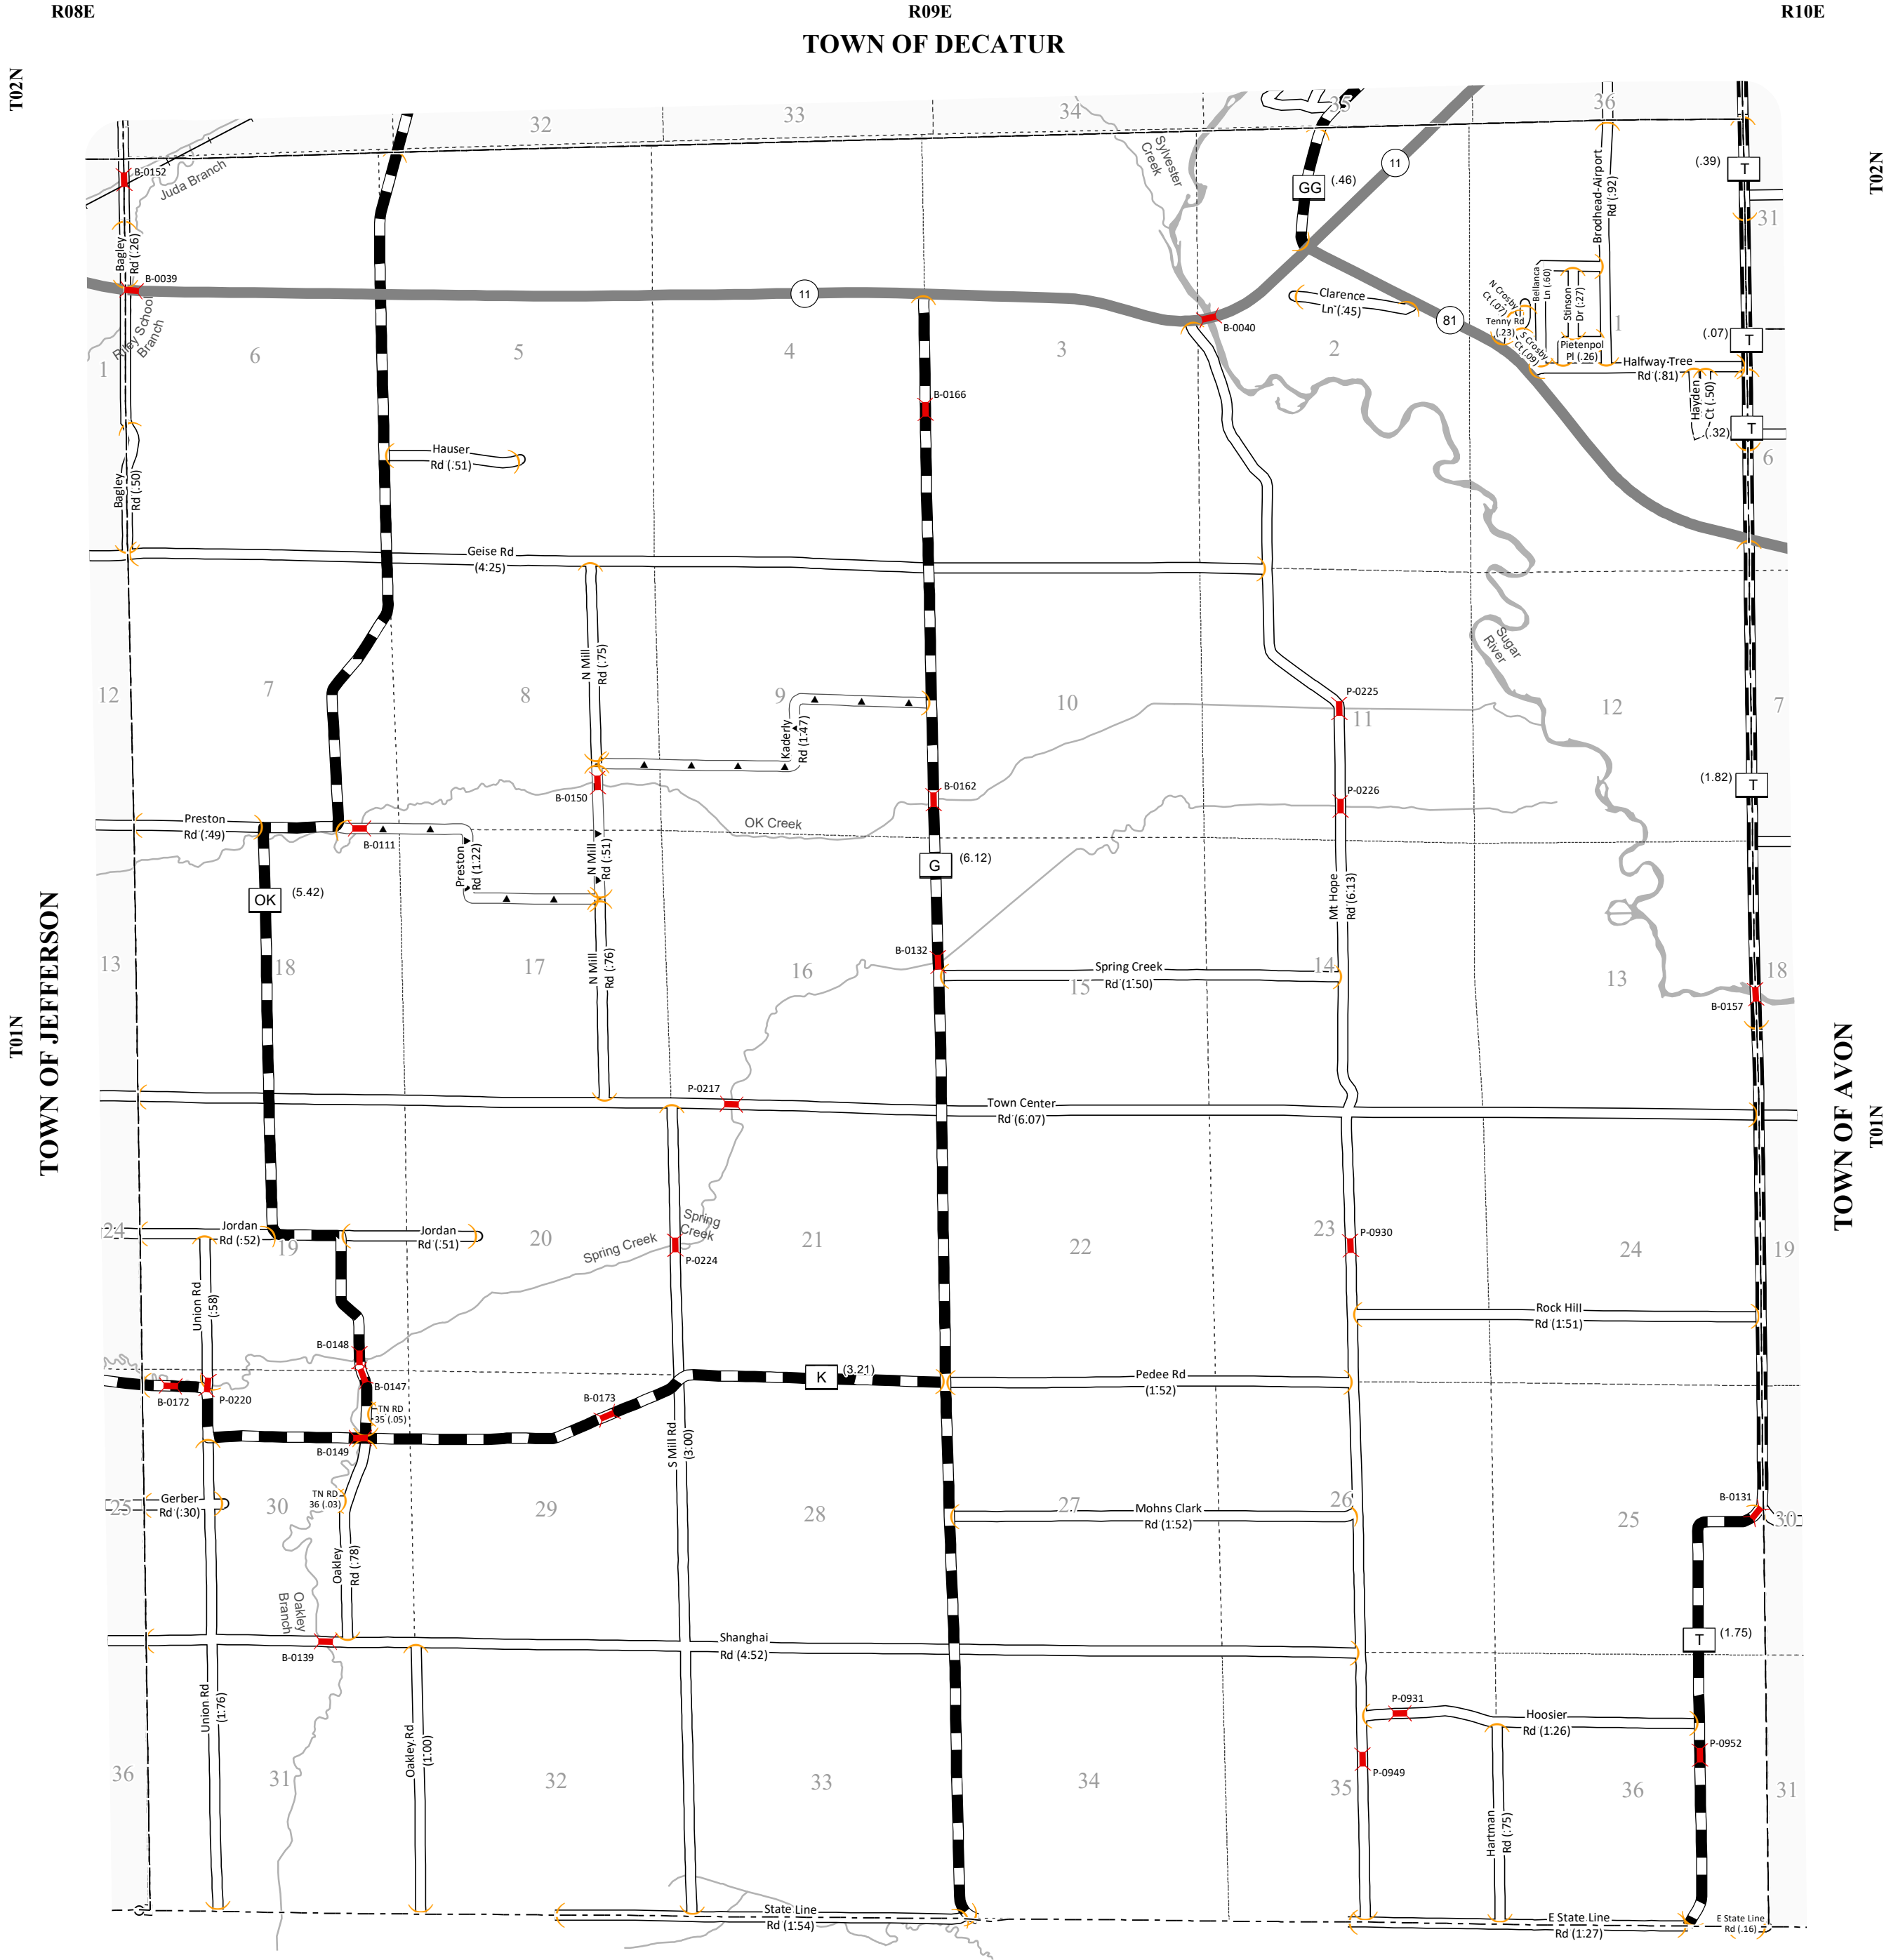 R08E
R09E
R10E
TOWN OF DECATUR
T02N
T02N
32
33
34
35
36
B-0152
Juda Branch
Sylvester
Creek
11
GG
(.46)
(.39)
T
31
Brodhead-Airport
Rd (.92)
Bagley
Rd (.26)
B-0039
11
B-0040
Clarence
Ln (.45)
81
N Crosby
Ct (.07)
Tenny Rd
(.23)
S Crosby
Ct (.09)
Bellanca
Ln (.60)
Stinson
Dr (.27)
Pietenpol
Pl (.26)
1
(.07)
T
Halfway-Tree
Rd (.81)
Hayden
Ct (.50)
(.32)
T
6
Riley School
Branch
1
6
5
4
3
2
B-0166
Hauser
Rd (.51)
Bagley
Rd (.50)
Geise Rd
(4.25)
N Mill
Rd (.75)
Sugar
River
12
7
8
9
10
11
12
7
Kaderly
Rd (1.47)
P-0225
B-0150
B-0162
P-0226
(1.82)
T
Preston
Rd (.49)
B-0111
OK Creek
Preston
Rd (1.22)
N Mill
Rd (.51)
G
(6.12)
OK
(5.42)
Mt Hope
Rd (6.13)
TOWN OF JEFFERSON
T01N
13
18
17
16
15
14
13
18
N Mill
Rd (.76)
B-0132
Spring Creek
Rd (1.50)
B-0157
TOWN OF AVON
T01N
P-0217
Town Center
Rd (6.07)
24
19
20
21
22
23
24
19
Jordan
Rd (.52)
Jordan
Rd (.51)
Spring Creek
Spring
Creek
P-0224
P-0930
Union Rd
(.58)
Rock Hill
Rd (1.51)
B-0148
B-0147
B-0172
P-0220
TN RD
35 (.05)
B-0149
B-0173
K
(3.21)
Pedee Rd
(1.52)
S Mill Rd
(3.00)
25
30
29
28
27
26
25
30
Gerber
Rd (.30)
TN RD
36 (.03)
Mohns Clark
Rd (1.52)
B-0131
Oakley
Rd (.78)
Oakley
Branch
B-0139
Shanghai
Rd (4.52)
T
(1.75)
Union Rd
(1.76)
Oakley Rd
(1.00)
P-0931
Hoosier
Rd (1.26)
P-0952
P-0949
36
31
32
33
34
35
36
31
Hartman
Rd (.75)
State Line
Rd (1.54)
E State Line
Rd (1.27)
E State Line
Rd (.16)